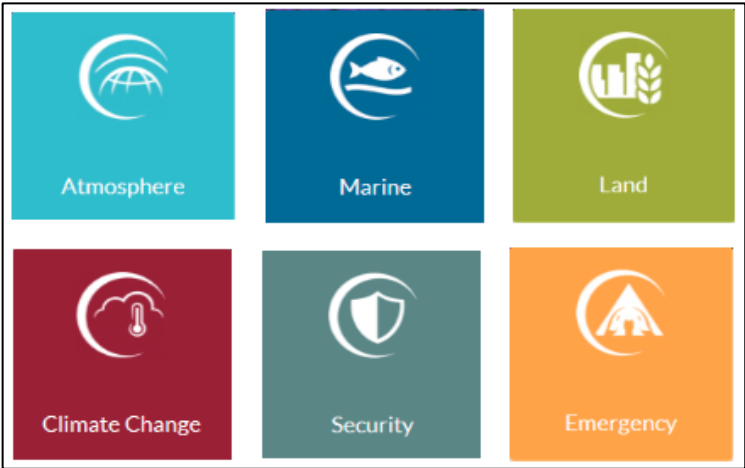 Atmosphere
Marine
Land
Climate Change
Security
Emergency